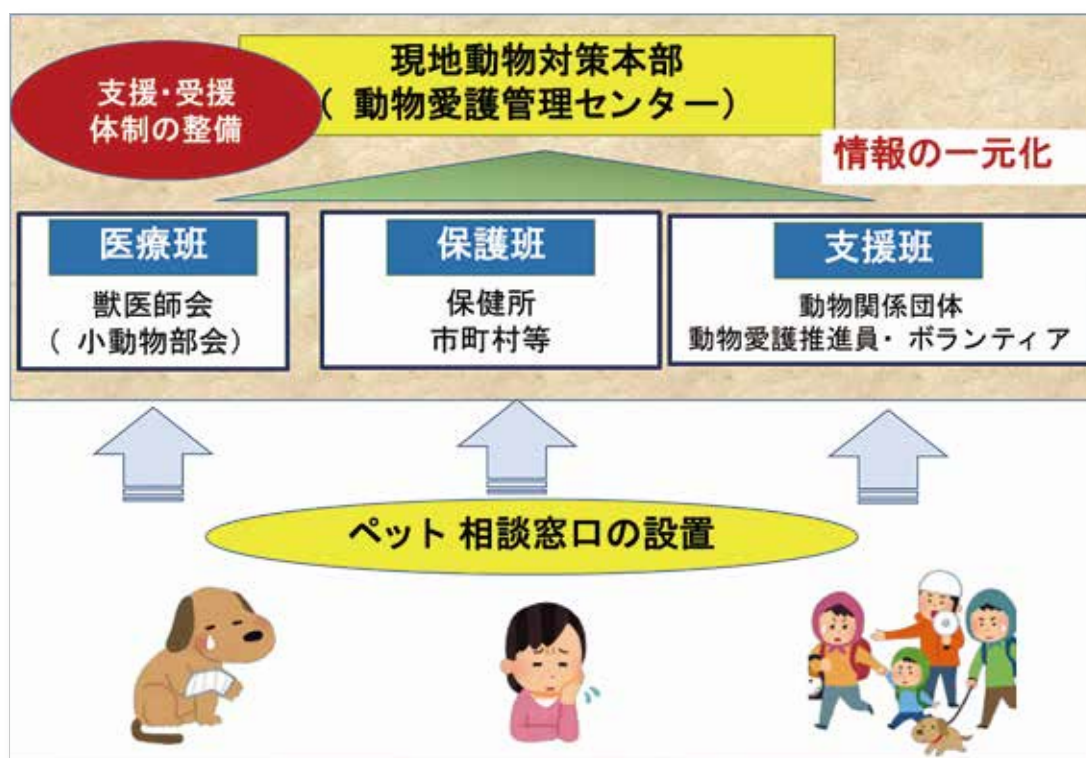 支援・受援
体制の整備
現地動物対策本部
( 動物愛護管理センター)
情報の一元化
医療班
獣医師会
( 小動物部会)
保護班
保健所
市町村等
支援班
動物関係団体
動物愛護推進員・ ボランティア
ペット 相談窓口の設置